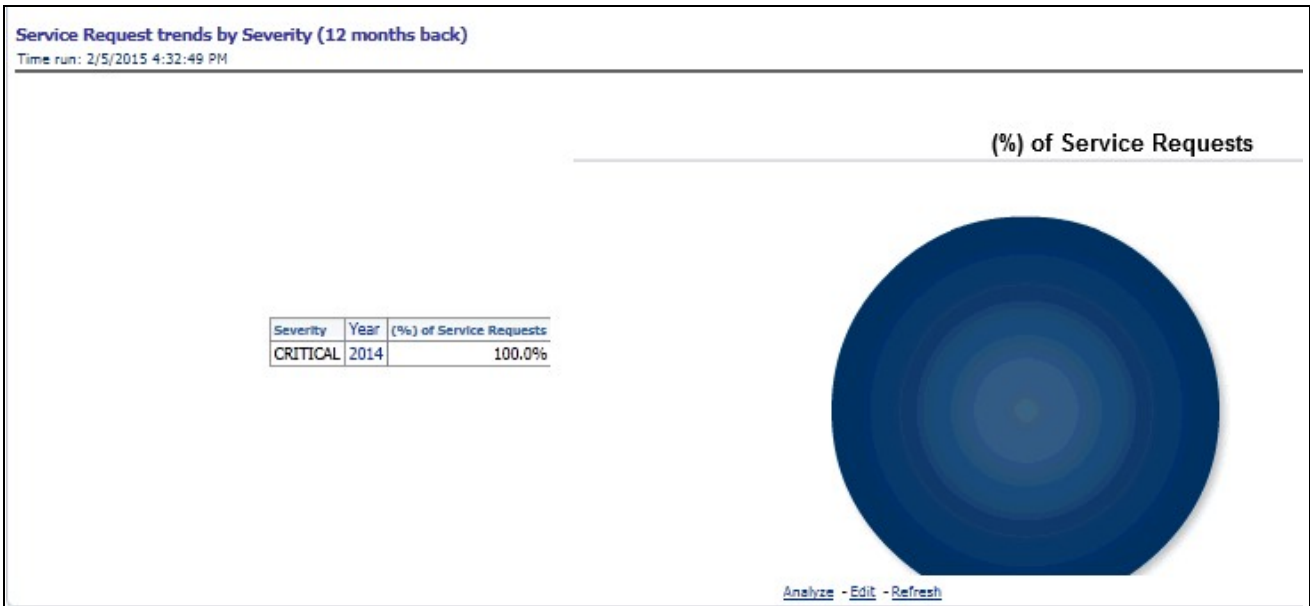 Service Request trends by Severity (12 months back)
Time run: 2/5/2015 4:32:49 PM
(%) of Service Requests
Severity Year (%) of Service Requests
CRITICAL 2014 100.0%
Analyze - Edit - Refresh